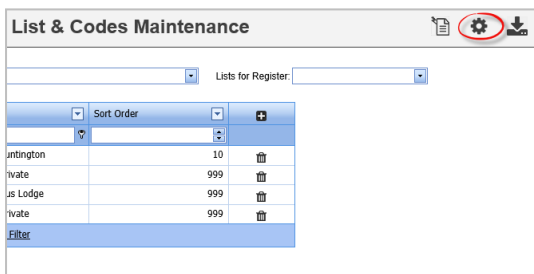 List & Codes Maintenance
Lists for Register:
Sort Order
untington 10
rivate 999
us Lodge 999
rivate 999
Filter